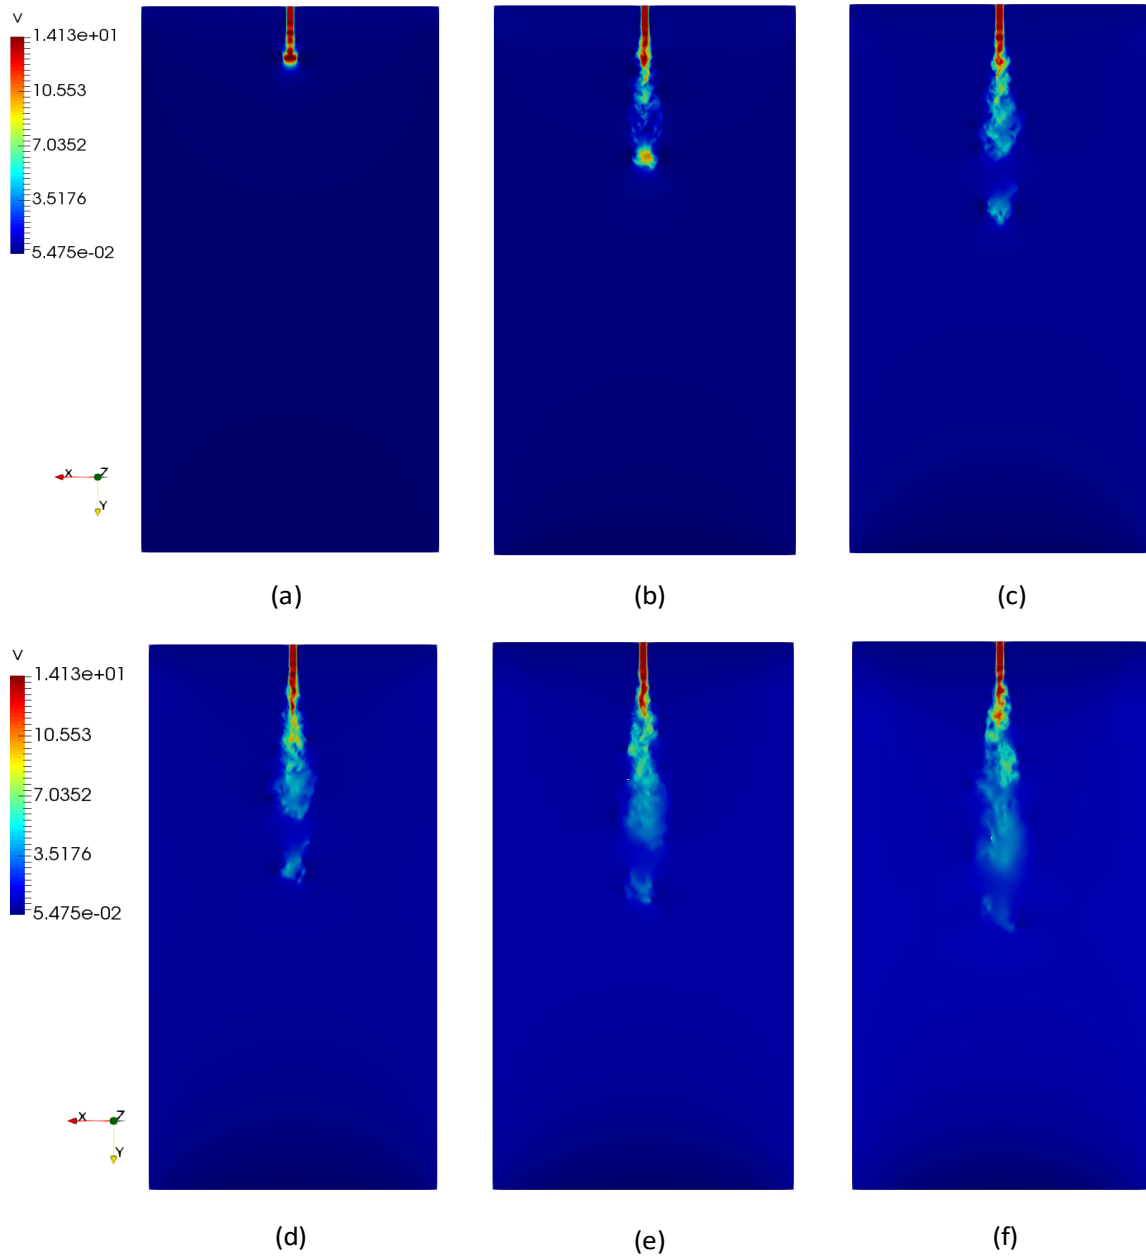 V
1.413e+01
10.553
7.0352
3.5176
5.475e-02
X Z
Y
(a) (b) (c)
V
1.413e+01
10.553
7.0352
3.5176
5.475e-02
X Z
Y
(d) (e) (f)